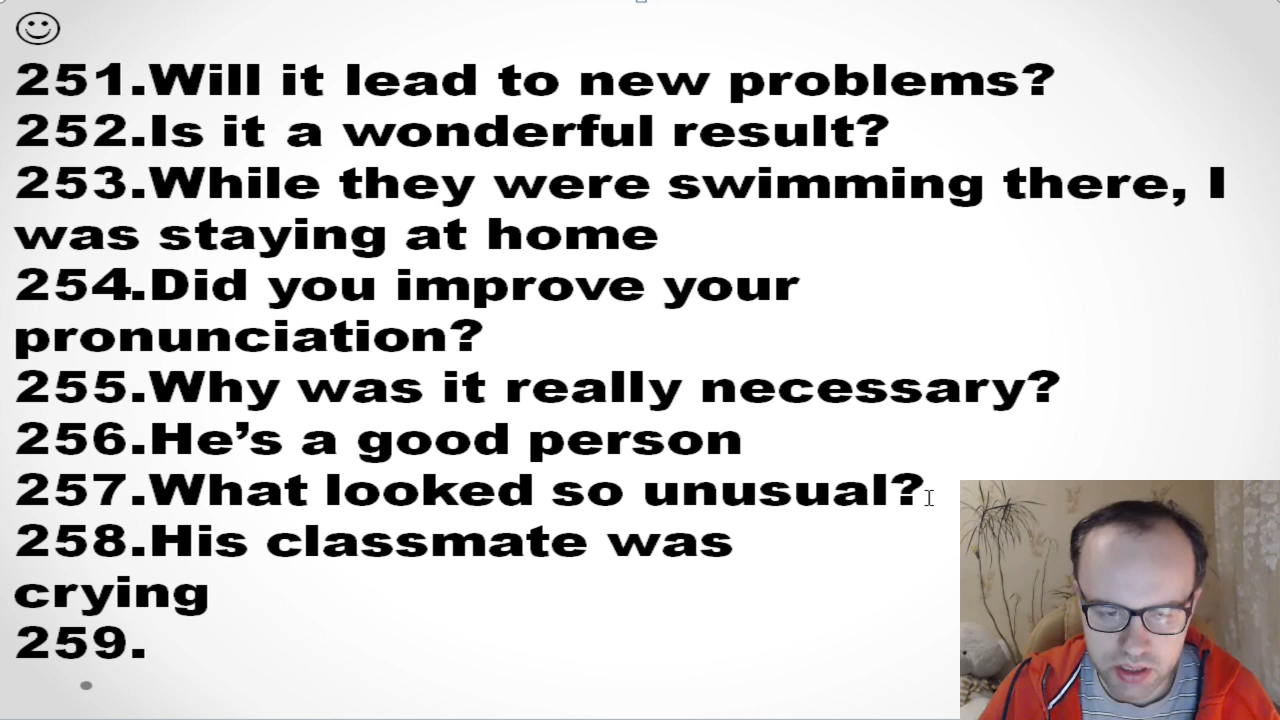 251.Will it lead to new problems?
252.Is it a wonderful result?
253.While they were swimming there, I
was staying at home
254.Did you improve your
pronunciation?
255.Why was it really necessary?
256.He’s a good person
257.What looked so unusual?
258.His classmate was
crying
259.